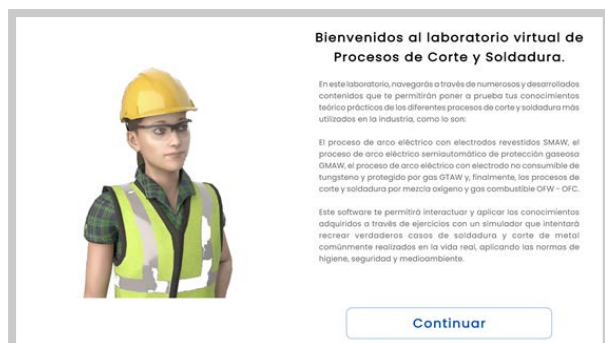 Bienvenidos al laboratorio virtual de
Procesos de Corte y Soldadura.
En este laboratorio, navegarás a través de numerosos y desarrollados
contenidos que te permitirán poner a prueba tus conocimientos
teórico prácticos de los diferentes procesos de corte y soldadura más
utilizados en la industria, como lo son:
El proceso de arco eléctrico con electrodos revestidos SMAW, el
proceso de arco eléctrico semiautomático de protección gaseosa
GMAW, el proceso de arco eléctrico con electrodo no consumible de
tungsteno y protegido por gas GTAW y, finalmente, los procesos de
corte y soldadura por mezcla oxígeno y gas combustible OFW - OFC.
Este software te permitirá interactuar y aplicar los conocimientos
adquiridos a través de ejercicios con un simulador que intentará
recrear verdaderos casos de soldadura y corte de metal
comúnmente realizados en la vida real, aplicando las normas de
higiene, seguridad y medioambiente.
Continuar